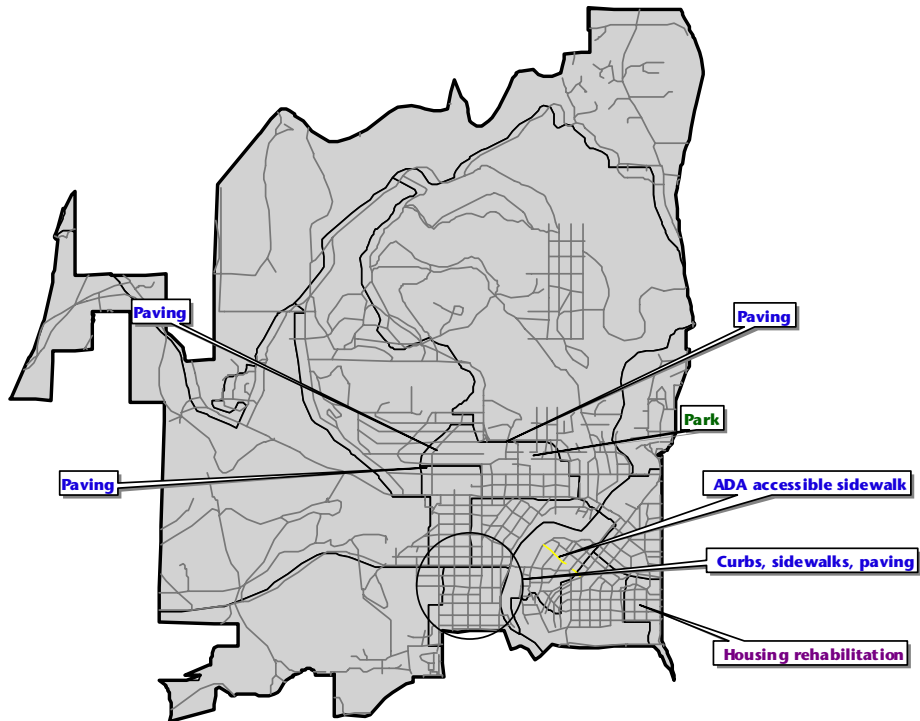 Paving
Paving
Park
Paving
ADA accessible sidewalk
Curbs, sidewalks, paving
Housing rehabilitation